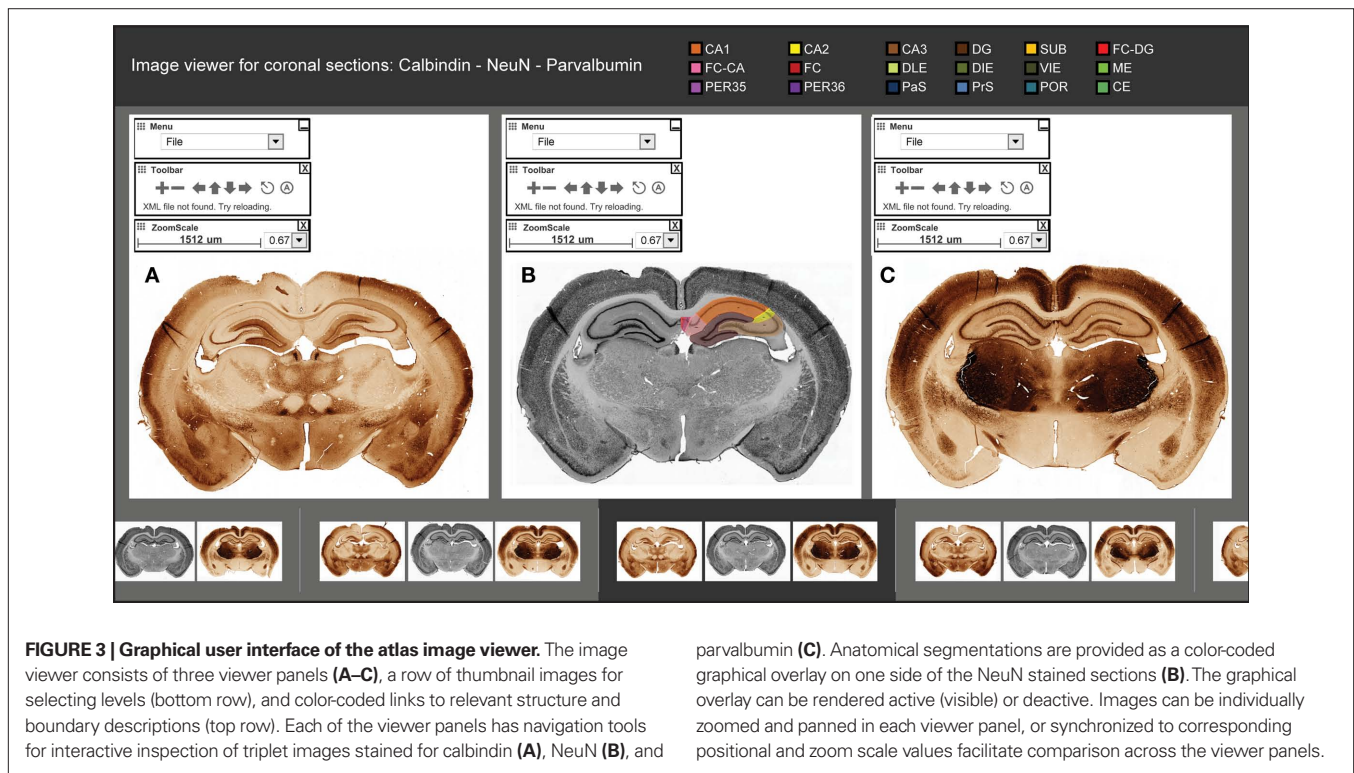 Image viewer for coronal sections: Calbindin - NeuN - Parvalbumin
CA1 CA2 CA3 DG SUB FC-DG
FC-CA FC DLE DIE VIE ME
PER35 PER36 PaS PrS POR CE
Menu
File
Toolbar
XML file not found. Try reloading.
ZoomScale
1512 um 0.67
A
Menu
File
Toolbar
XML file not found. Try reloading.
ZoomScale
1512 um 0.67
B
Menu
File
Toolbar
XML file not found. Try reloading.
ZoomScale
1512 um 0.67
C
FIGURE 3 | Graphical user interface of the atlas image viewer. The image
viewer consists of three viewer panels (A–C), a row of thumbnail images for
selecting levels (bottom row), and color-coded links to relevant structure and
boundary descriptions (top row). Each of the viewer panels has navigation tools
for interactive inspection of triplet images stained for calbindin (A), NeuN (B), and
parvalbumin (C). Anatomical segmentations are provided as a color-coded
graphical overlay on one side of the NeuN stained sections (B). The graphical
overlay can be rendered active (visible) or deactive. Images can be individually
zoomed and panned in each viewer panel, or synchronized to corresponding
positional and zoom scale values facilitate comparison across the viewer panels.